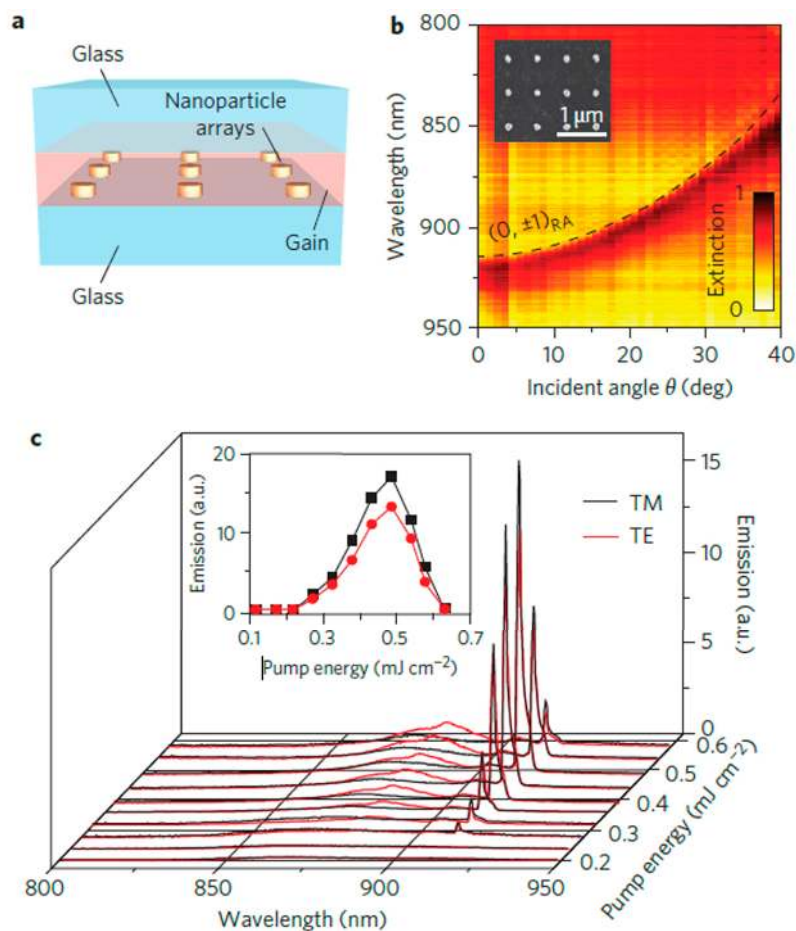 a
Glass
Nanoparticle
arrays
Gain
Glass
b
800
850
900
950
Wavelength (nm)
1 μm
(0, ±1)RA
Extinction
1
0
0
10
20
30
40
Incident angle θ (deg)
c
20
10
0
Emission (a.u.)
0.1
0.3
0.5
0.7
Pump energy (mJ cm⁻²)
TM
TE
15
10
5
0
Emission (a.u.)
0.6
0.5
0.4
0.3
0.2
Pump energy (mJ cm⁻²)
800
850
900
950
Wavelength (nm)